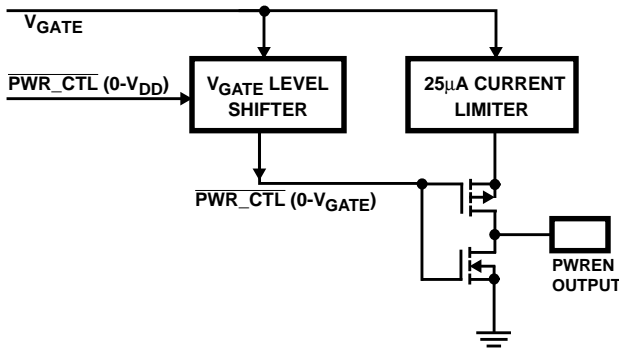 VGATE
PWR_CTL (0-VDD)
VGATE LEVEL
SHIFTER
25μA CURRENT
LIMITER
PWR_CTL (0-VGATE)
PWREN
OUTPUT